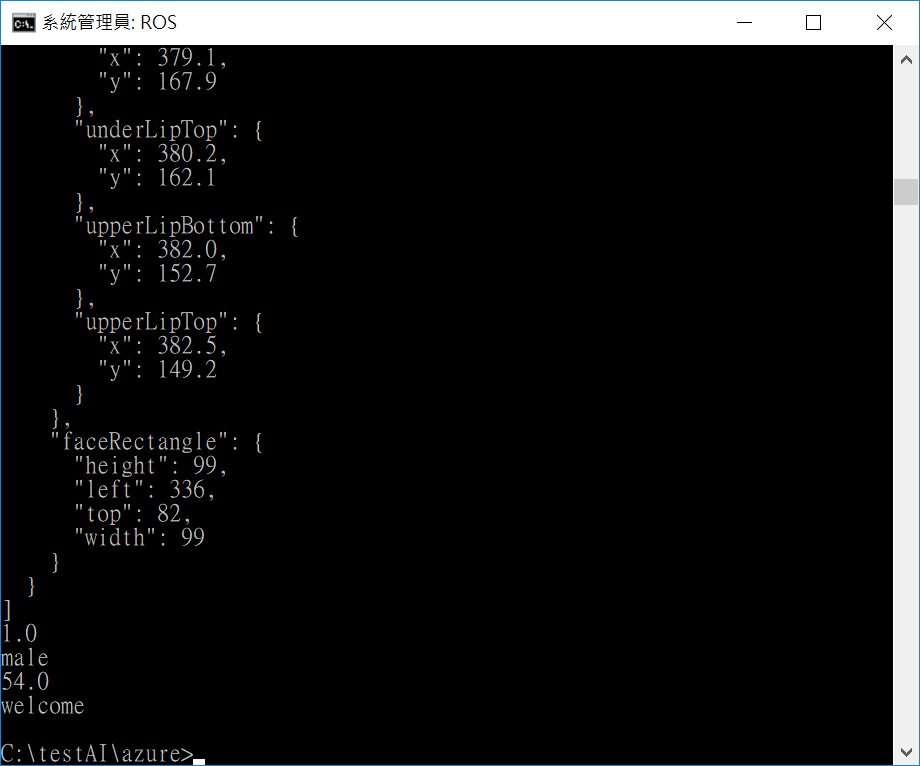 系統管理員: ROS
"x": 379.1,
"y": 167.9
},
"underLipTop": {
"x": 380.2,
"y": 162.1
},
"upperLipBottom": {
"x": 382.0,
"y": 152.7
},
"upperLipTop": {
"x": 382.5,
"y": 149.2
}
},
"faceRectangle": {
"height": 99,
"left": 336,
"top": 82,
"width": 99
}
}
]
1.0
male
54.0
welcome
C:\testAI\azure>